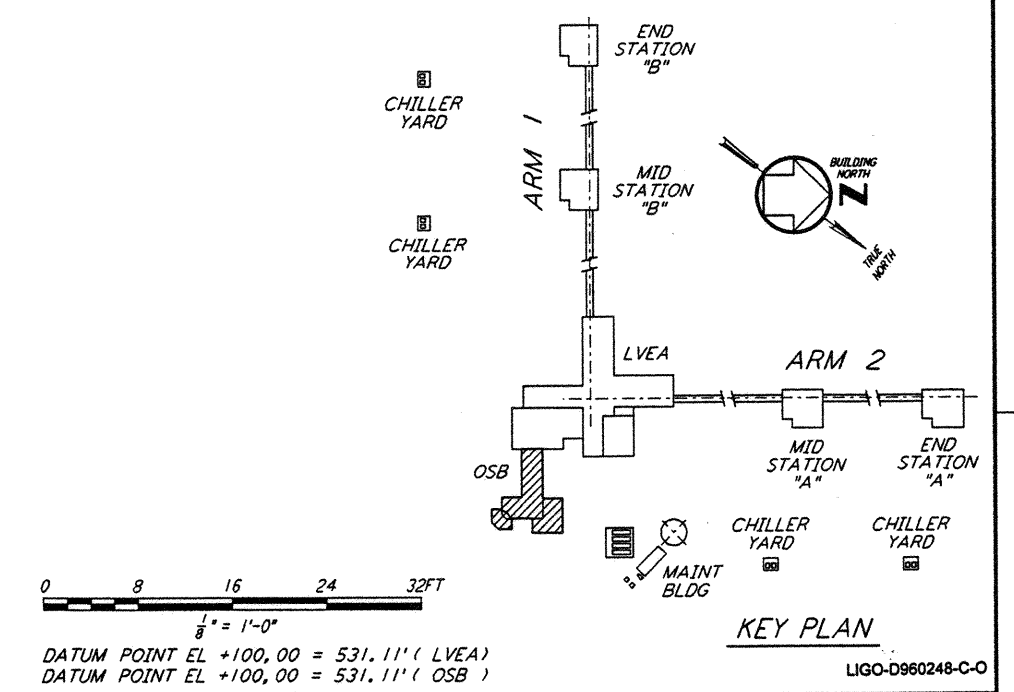 END
STATION
"B"
CHILLER
YARD
ARM 1
MID
STATION
"B"
BUILDING
NORTH
N
TRUE
NORTH
CHILLER
YARD
LVEA
ARM 2
MID
STATION
"A"
END
STATION
"A"
OSB
CHILLER
YARD
CHILLER
YARD
MAINT
BLDG
0 8 16 24 32FT
1/8" = 1'-0"
KEY PLAN
DATUM POINT EL +100,00 = 531.11'( LVEA)
DATUM POINT EL +100,00 = 531.11'( OSB )
LIGO-D960248-C-O